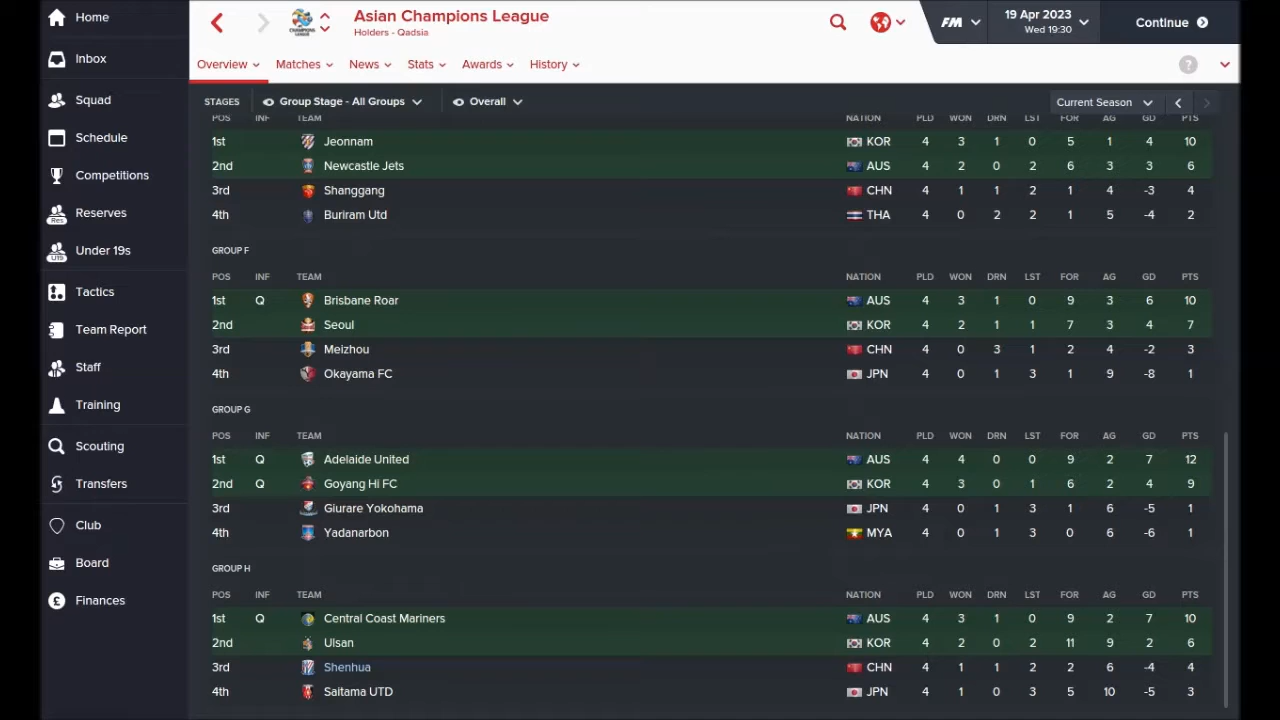 Home
Asian Champions League
Holders - Qadsia
FM
19 Apr 2023
Wed 19:30
Continue
Overview Matches News Stats Awards History ?
STAGES Group Stage - All Groups Overall Current Season
POS INF TEAM NATION PLD WON DRN LST FOR AG GD PTS
1st Jeonnam KOR 4 3 1 0 5 1 4 10
2nd Newcastle Jets AUS 4 2 0 2 6 3 3 6
3rd Shanggang CHN 4 1 1 2 1 4 -3 4
4th Buriram Utd THA 4 0 2 2 1 5 -4 2
GROUP F
POS INF TEAM NATION PLD WON DRN LST FOR AG GD PTS
1st Q Brisbane Roar AUS 4 3 1 0 9 3 6 10
2nd Seoul KOR 4 2 1 1 7 3 4 7
3rd Meizhou CHN 4 0 3 1 2 4 -2 3
4th Okayama FC JPN 4 0 1 3 1 9 -8 1
GROUP G
POS INF TEAM NATION PLD WON DRN LST FOR AG GD PTS
1st Q Adelaide United AUS 4 4 0 0 9 2 7 12
2nd Q Goyang Hi FC KOR 4 3 0 1 6 2 4 9
3rd Giurare Yokohama JPN 4 0 1 3 1 6 -5 1
4th Yadanarbon MYA 4 0 1 3 0 6 -6 1
GROUP H
POS INF TEAM NATION PLD WON DRN LST FOR AG GD PTS
1st Q Central Coast Mariners AUS 4 3 1 0 9 2 7 10
2nd Ulsan KOR 4 2 0 2 11 9 2 6
3rd Shenhua CHN 4 1 1 2 2 6 -4 4
4th Saitama UTD JPN 4 1 0 3 5 10 -5 3
Inbox
Squad
Schedule
Competitions
Res Reserves
U19 Under 19s
Tactics
Team Report
Staff
Training
Scouting
Transfers
Club
Board
£ Finances